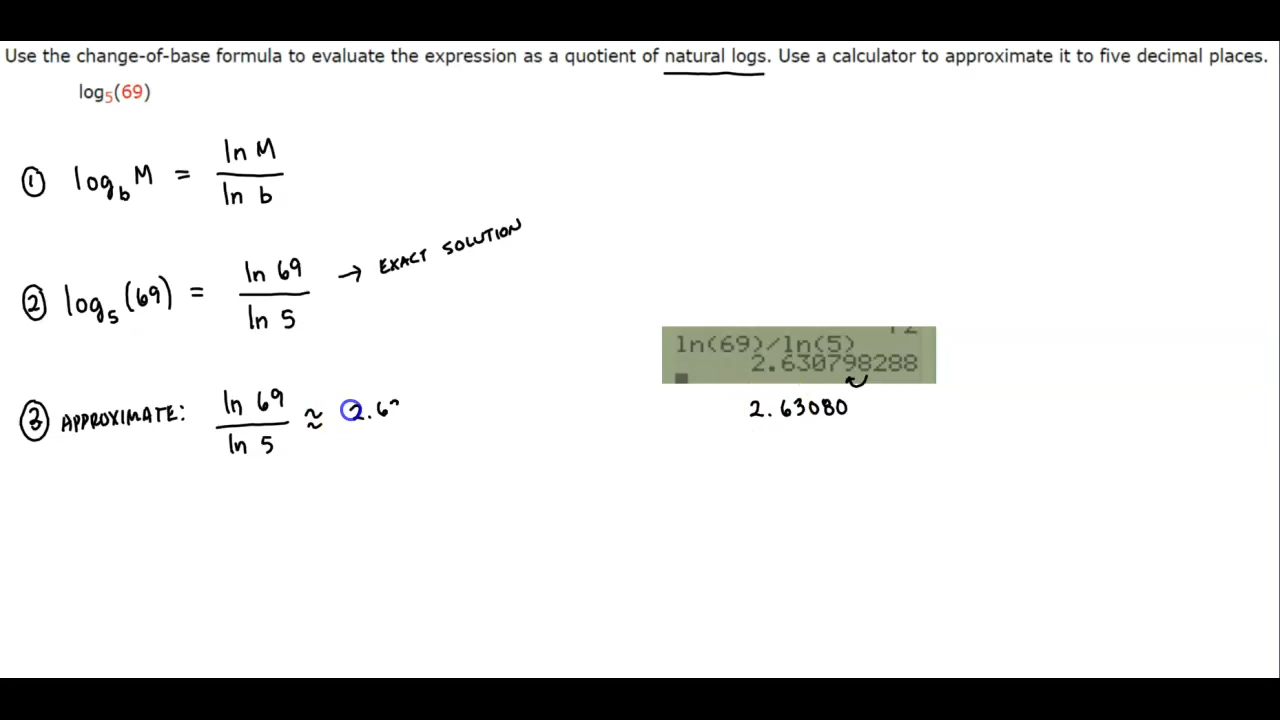 Use the change-of-base formula to evaluate the expression as a quotient of natural logs. Use a calculator to approximate it to five decimal places.
log₅(69)
① log_b M = ln M / ln b
② log₅(69) = ln 69 / ln 5 → EXACT SOLUTION
ln(69)/ln(5)
2.630798288
③ APPROXIMATE: ln 69 / ln 5 ≈ 2.6
2.63080